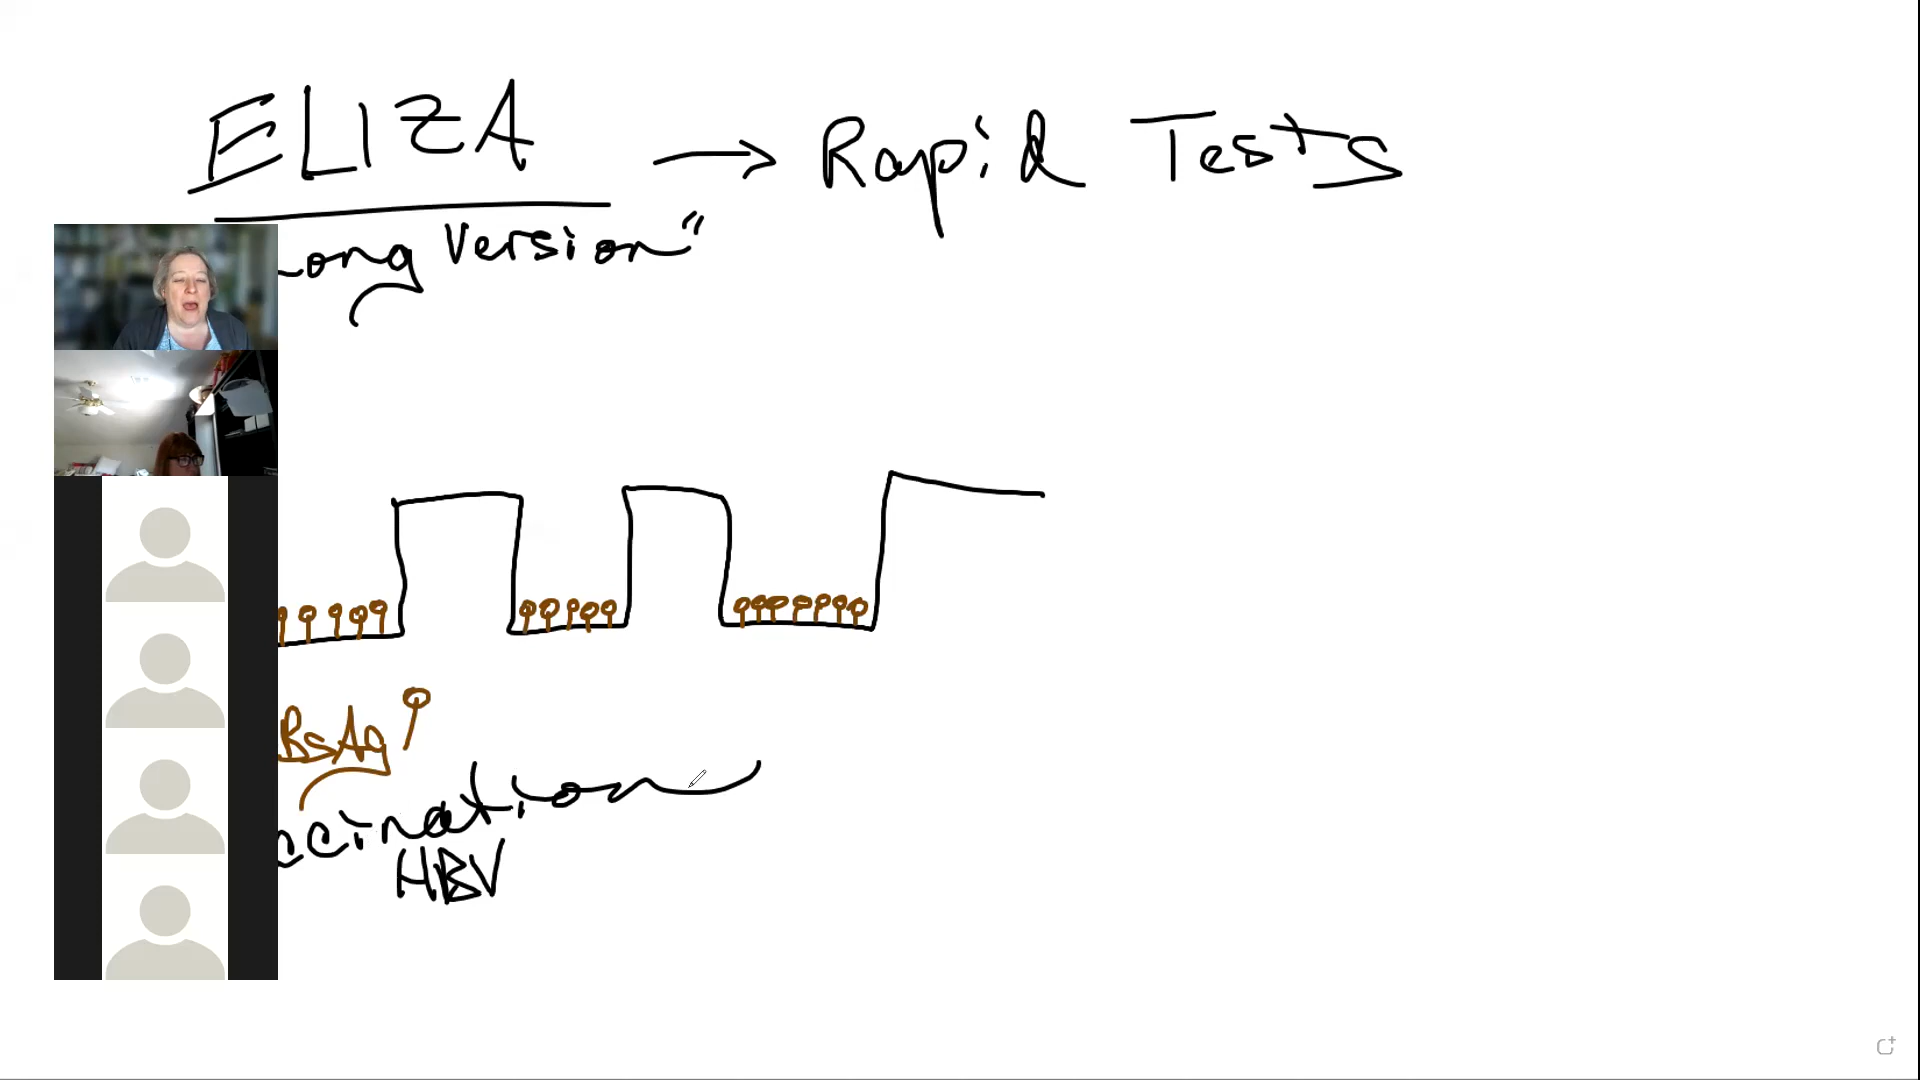 ELIZA → Rapid Tests
ong Version"
BsAg
ccination
HBV